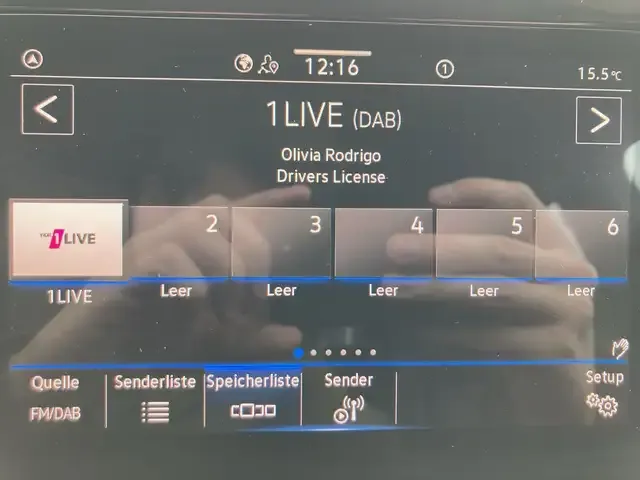 12:16
1
15.5°C
1LIVE (DAB)
Olivia Rodrigo
Drivers License
1LIVE
2
3
4
5
6
1LIVE
Leer
Leer
Leer
Leer
Leer
Quelle
Senderliste
Speicherliste
Sender
Setup
FM/DAB